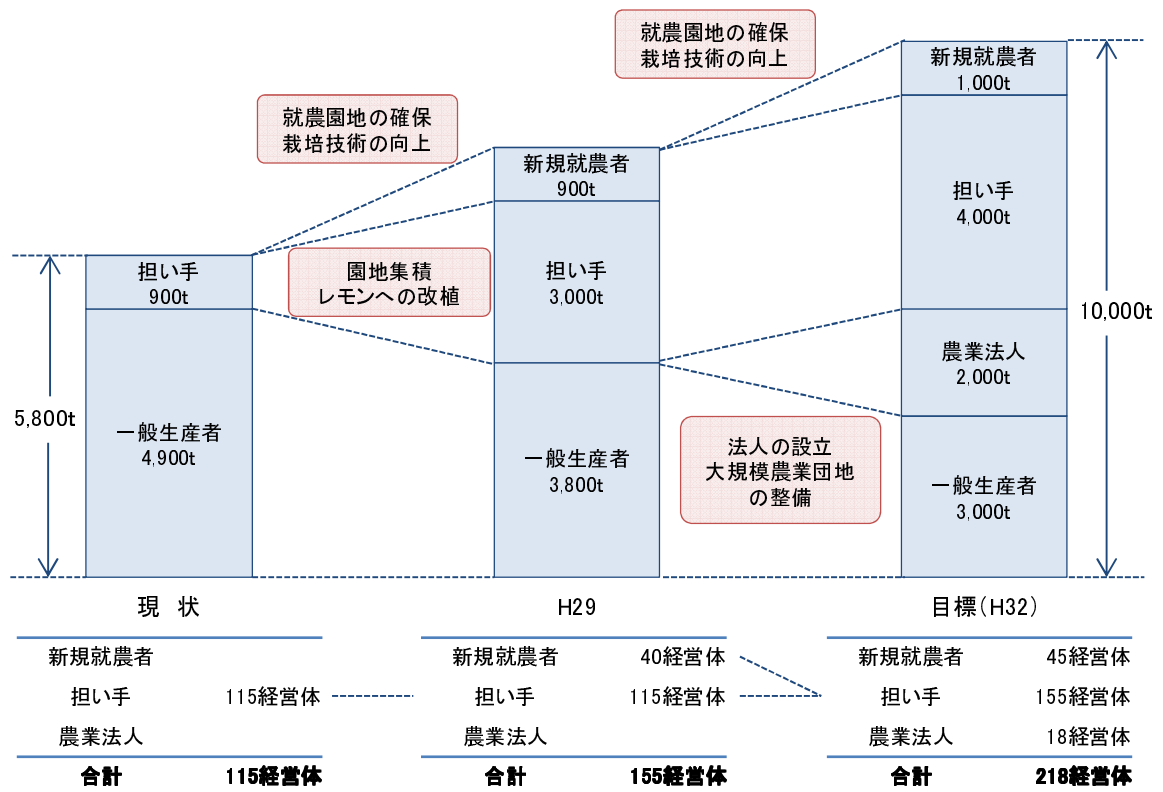 就農園地の確保
栽培技術の向上
新規就農者
1,000t
就農園地の確保
栽培技術の向上
新規就農者
900t
担い手
4,000t
担い手
900t
園地集積
レモンへの改植
担い手
3,000t
10,000t
農業法人
2,000t
5,800t
一般生産者
4,900t
一般生産者
3,800t
法人の設立
大規模農業団地
の整備
一般生産者
3,000t
現 状
H29
目標(H32)
新規就農者
新規就農者 40経営体
新規就農者 45経営体
担い手 115経営体
担い手 115経営体
担い手 155経営体
農業法人
農業法人
農業法人 18経営体
合計 115経営体
合計 155経営体
合計 218経営体